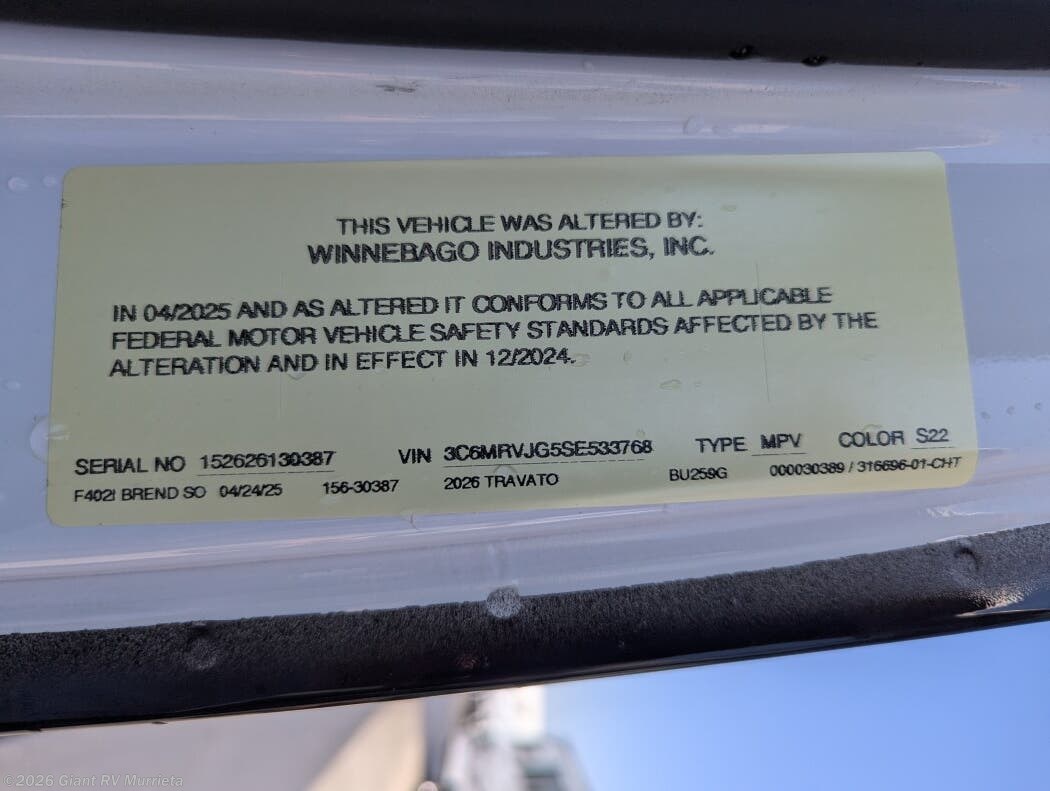 THIS VEHICLE WAS ALTERED BY:
WINNEBAGO INDUSTRIES, INC.
IN 04/2025 AND AS ALTERED IT CONFORMS TO ALL APPLICABLE
FEDERAL MOTOR VEHICLE SAFETY STANDARDS AFFECTED BY THE
ALTERATION AND IN EFFECT IN 12/2024.
SERIAL NO 152626130387 VIN 3C6MRVJG5SE533768 TYPE MPV COLOR S22
F402I BREND SO 04/24/25 156-30387 2026 TRAVATO BU259G 000030389 / 316696-01-CHT
©2026 Giant RV Murrieta